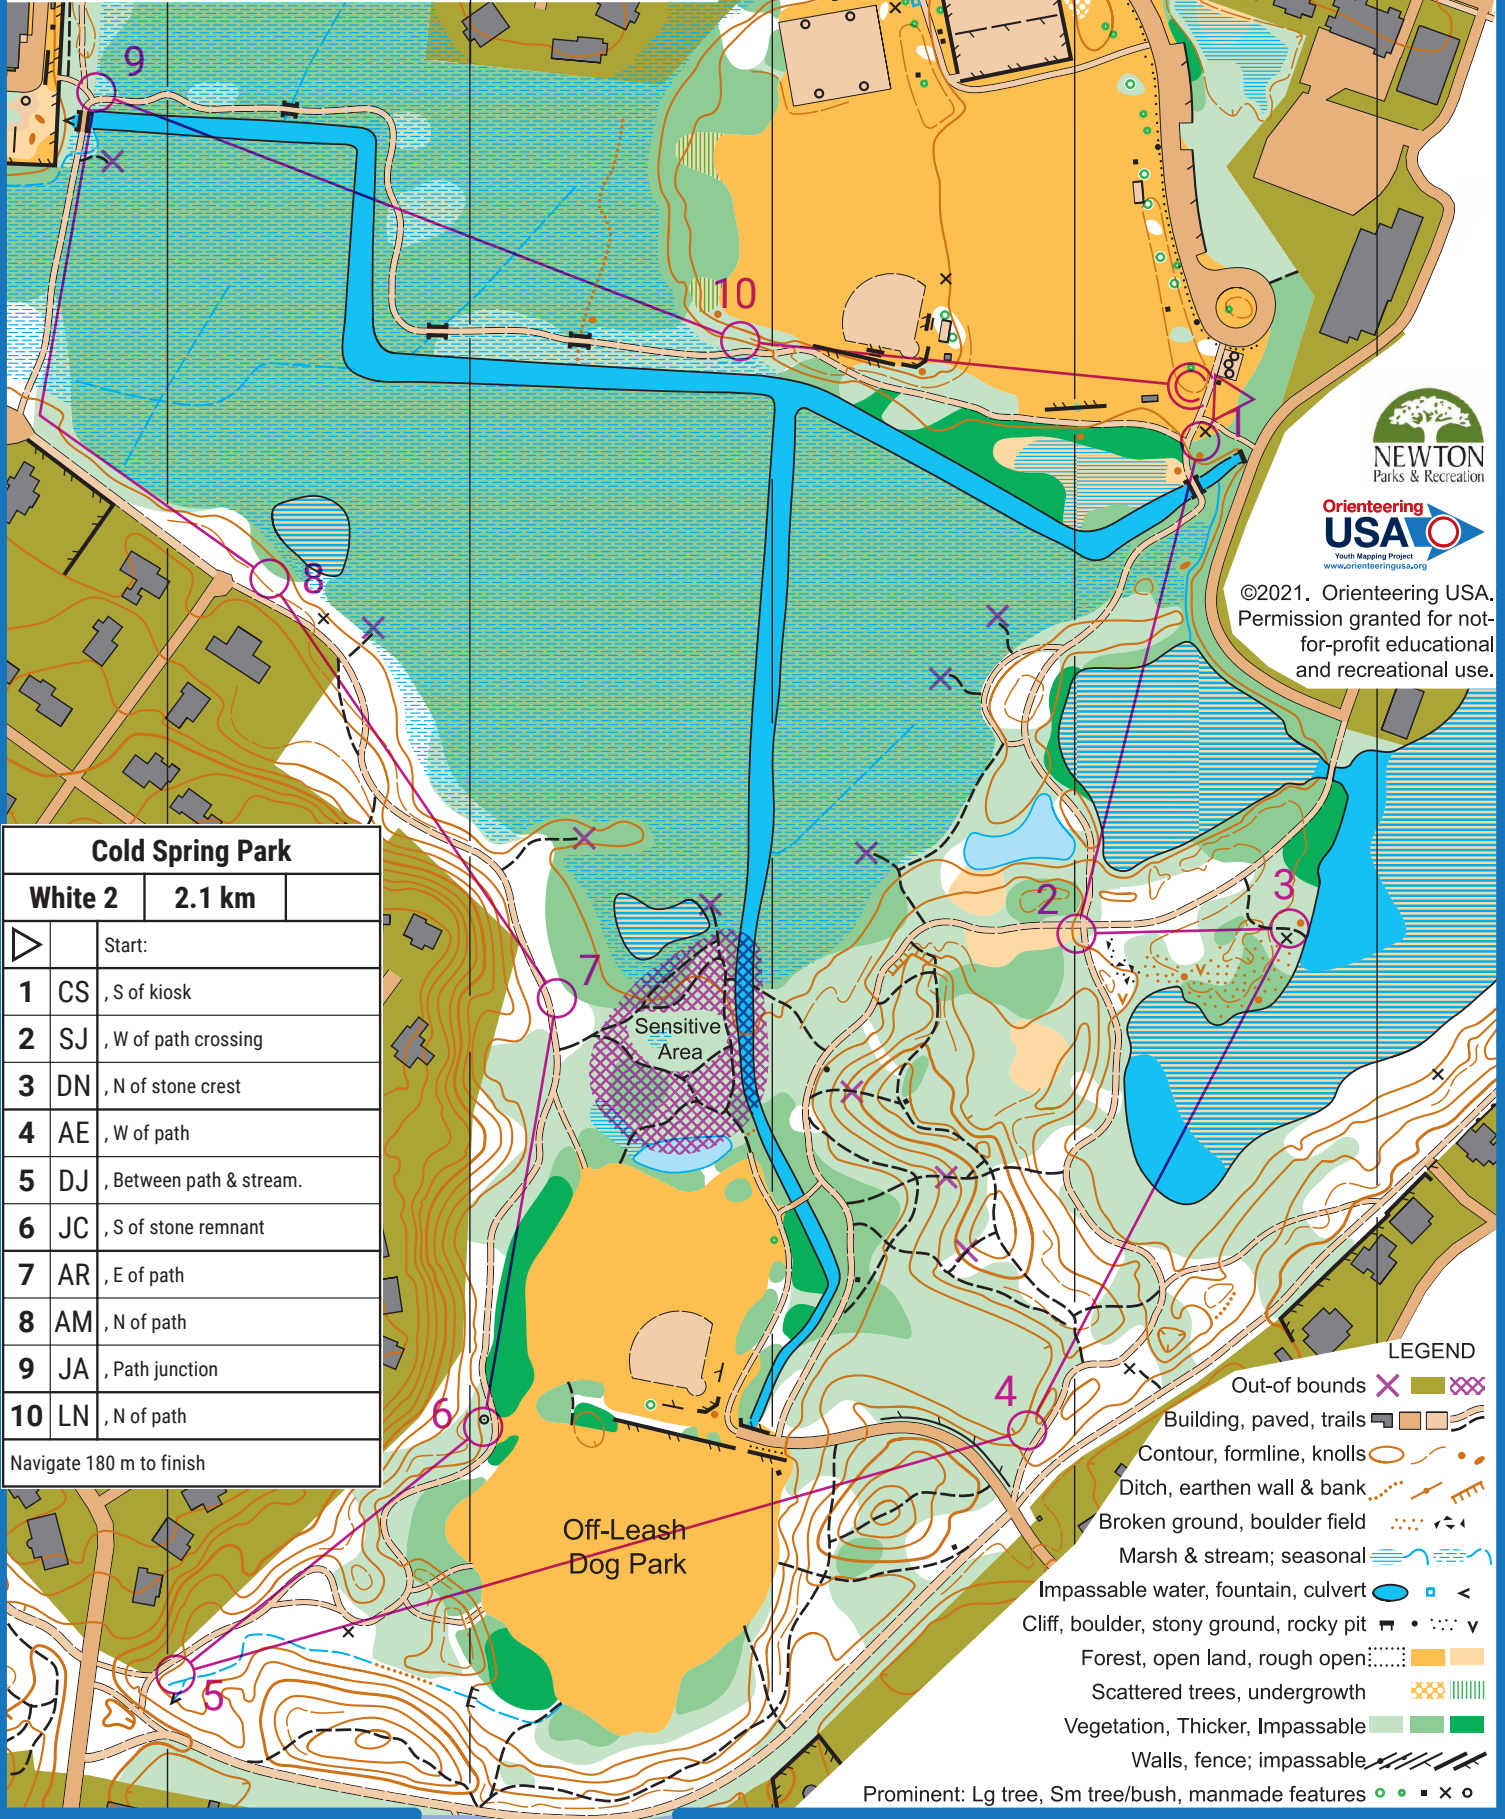 9
10
1
8
2
3
7
6
4
5
Sensitive
Area
Off-Leash
Dog Park
NEWTON
Parks & Recreation
Orienteering
USA
Youth Mapping Project
www.orienteeringusa.org
©2021. Orienteering USA.
Permission granted for not-
for-profit educational
and recreational use.
Cold Spring Park
White 2 2.1 km
Start:
1 CS , S of kiosk
2 SJ , W of path crossing
3 DN , N of stone crest
4 AE , W of path
5 DJ , Between path & stream.
6 JC , S of stone remnant
7 AR , E of path
8 AM , N of path
9 JA , Path junction
10 LN , N of path
Navigate 180 m to finish
LEGEND
Out-of bounds
Building, paved, trails
Contour, formline, knolls
Ditch, earthen wall & bank
Broken ground, boulder field
Marsh & stream; seasonal
Impassable water, fountain, culvert
Cliff, boulder, stony ground, rocky pit
Forest, open land, rough open
Scattered trees, undergrowth
Vegetation, Thicker, Impassable
Walls, fence; impassable
Prominent: Lg tree, Sm tree/bush, manmade features